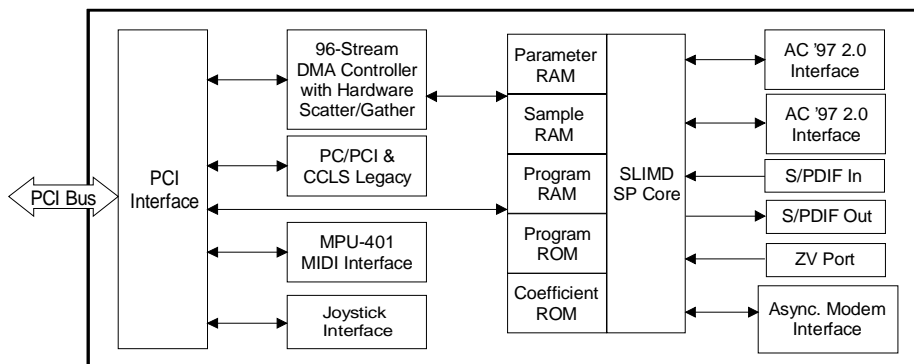 PCI Bus
PCI
Interface
96-Stream
DMA Controller
with Hardware
Scatter/Gather
PC/PCI &
CCLS Legacy
MPU-401
MIDI Interface
Joystick
Interface
Parameter
RAM
Sample
RAM
Program
RAM
Program
ROM
Coefficient
ROM
SLIMD
SP Core
AC '97 2.0
Interface
AC '97 2.0
Interface
S/PDIF In
S/PDIF Out
ZV Port
Async. Modem
Interface